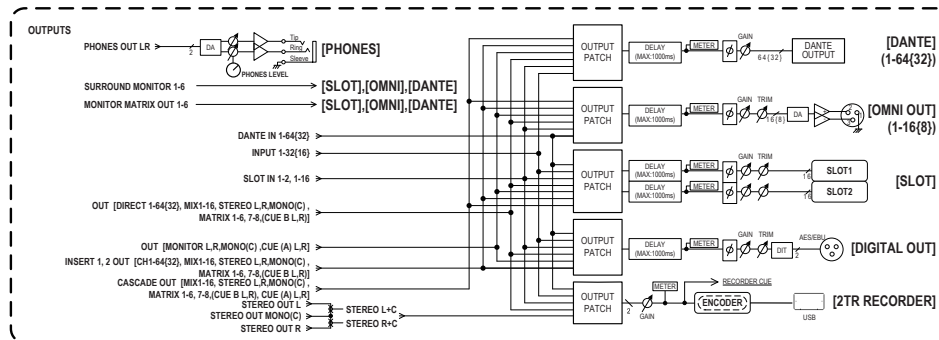 OUTPUTS
PHONES OUT LR
2
DA
Tip
Ring
Sleeve
PHONES LEVEL
[PHONES]
SURROUND MONITOR 1-6
[SLOT],[OMNI],[DANTE]
MONITOR MATRIX OUT 1-6
[SLOT],[OMNI],[DANTE]
DANTE IN 1-64{32}
INPUT 1-32{16}
SLOT IN 1-2, 1-16
OUT [DIRECT 1-64{32}, MIX1-16, STEREO L,R,MONO(C) ,
MATRIX 1-6, 7-8,(CUE B L,R)]
OUT [MONITOR L,R,MONO(C) ,CUE (A) L,R]
INSERT 1, 2 OUT [CH1-64{32}, MIX1-16, STEREO L,R,MONO(C) ,
MATRIX 1-6, 7-8,(CUE B L,R)]
CASCADE OUT [MIX1-16, STEREO L,R,MONO(C) ,
MATRIX 1-6, 7-8,(CUE B L,R), CUE (A) L,R]
STEREO OUT L
STEREO OUT MONO(C)
STEREO OUT R
STEREO L+C
STEREO R+C
OUTPUT
PATCH
DELAY
(MAX:1000ms)
METER
ϕ
GAIN
64{32}
DANTE
OUTPUT
[DANTE]
(1-64{32})
OUTPUT
PATCH
DELAY
(MAX:1000ms)
METER
ϕ
GAIN
TRIM
16{8}
DA
2
1
3
[OMNI OUT]
(1-16{8})
OUTPUT
PATCH
DELAY
(MAX:1000ms)
METER
ϕ
GAIN
TRIM
16
SLOT1
DELAY
(MAX:1000ms)
METER
ϕ
16
SLOT2
[SLOT]
OUTPUT
PATCH
DELAY
(MAX:1000ms)
METER
ϕ
GAIN
TRIM
DIT
AES/EBU
2
[DIGITAL OUT]
OUTPUT
PATCH
2
GAIN
METER
RECORDER CUE
ENCODER
USB
[2TR RECORDER]